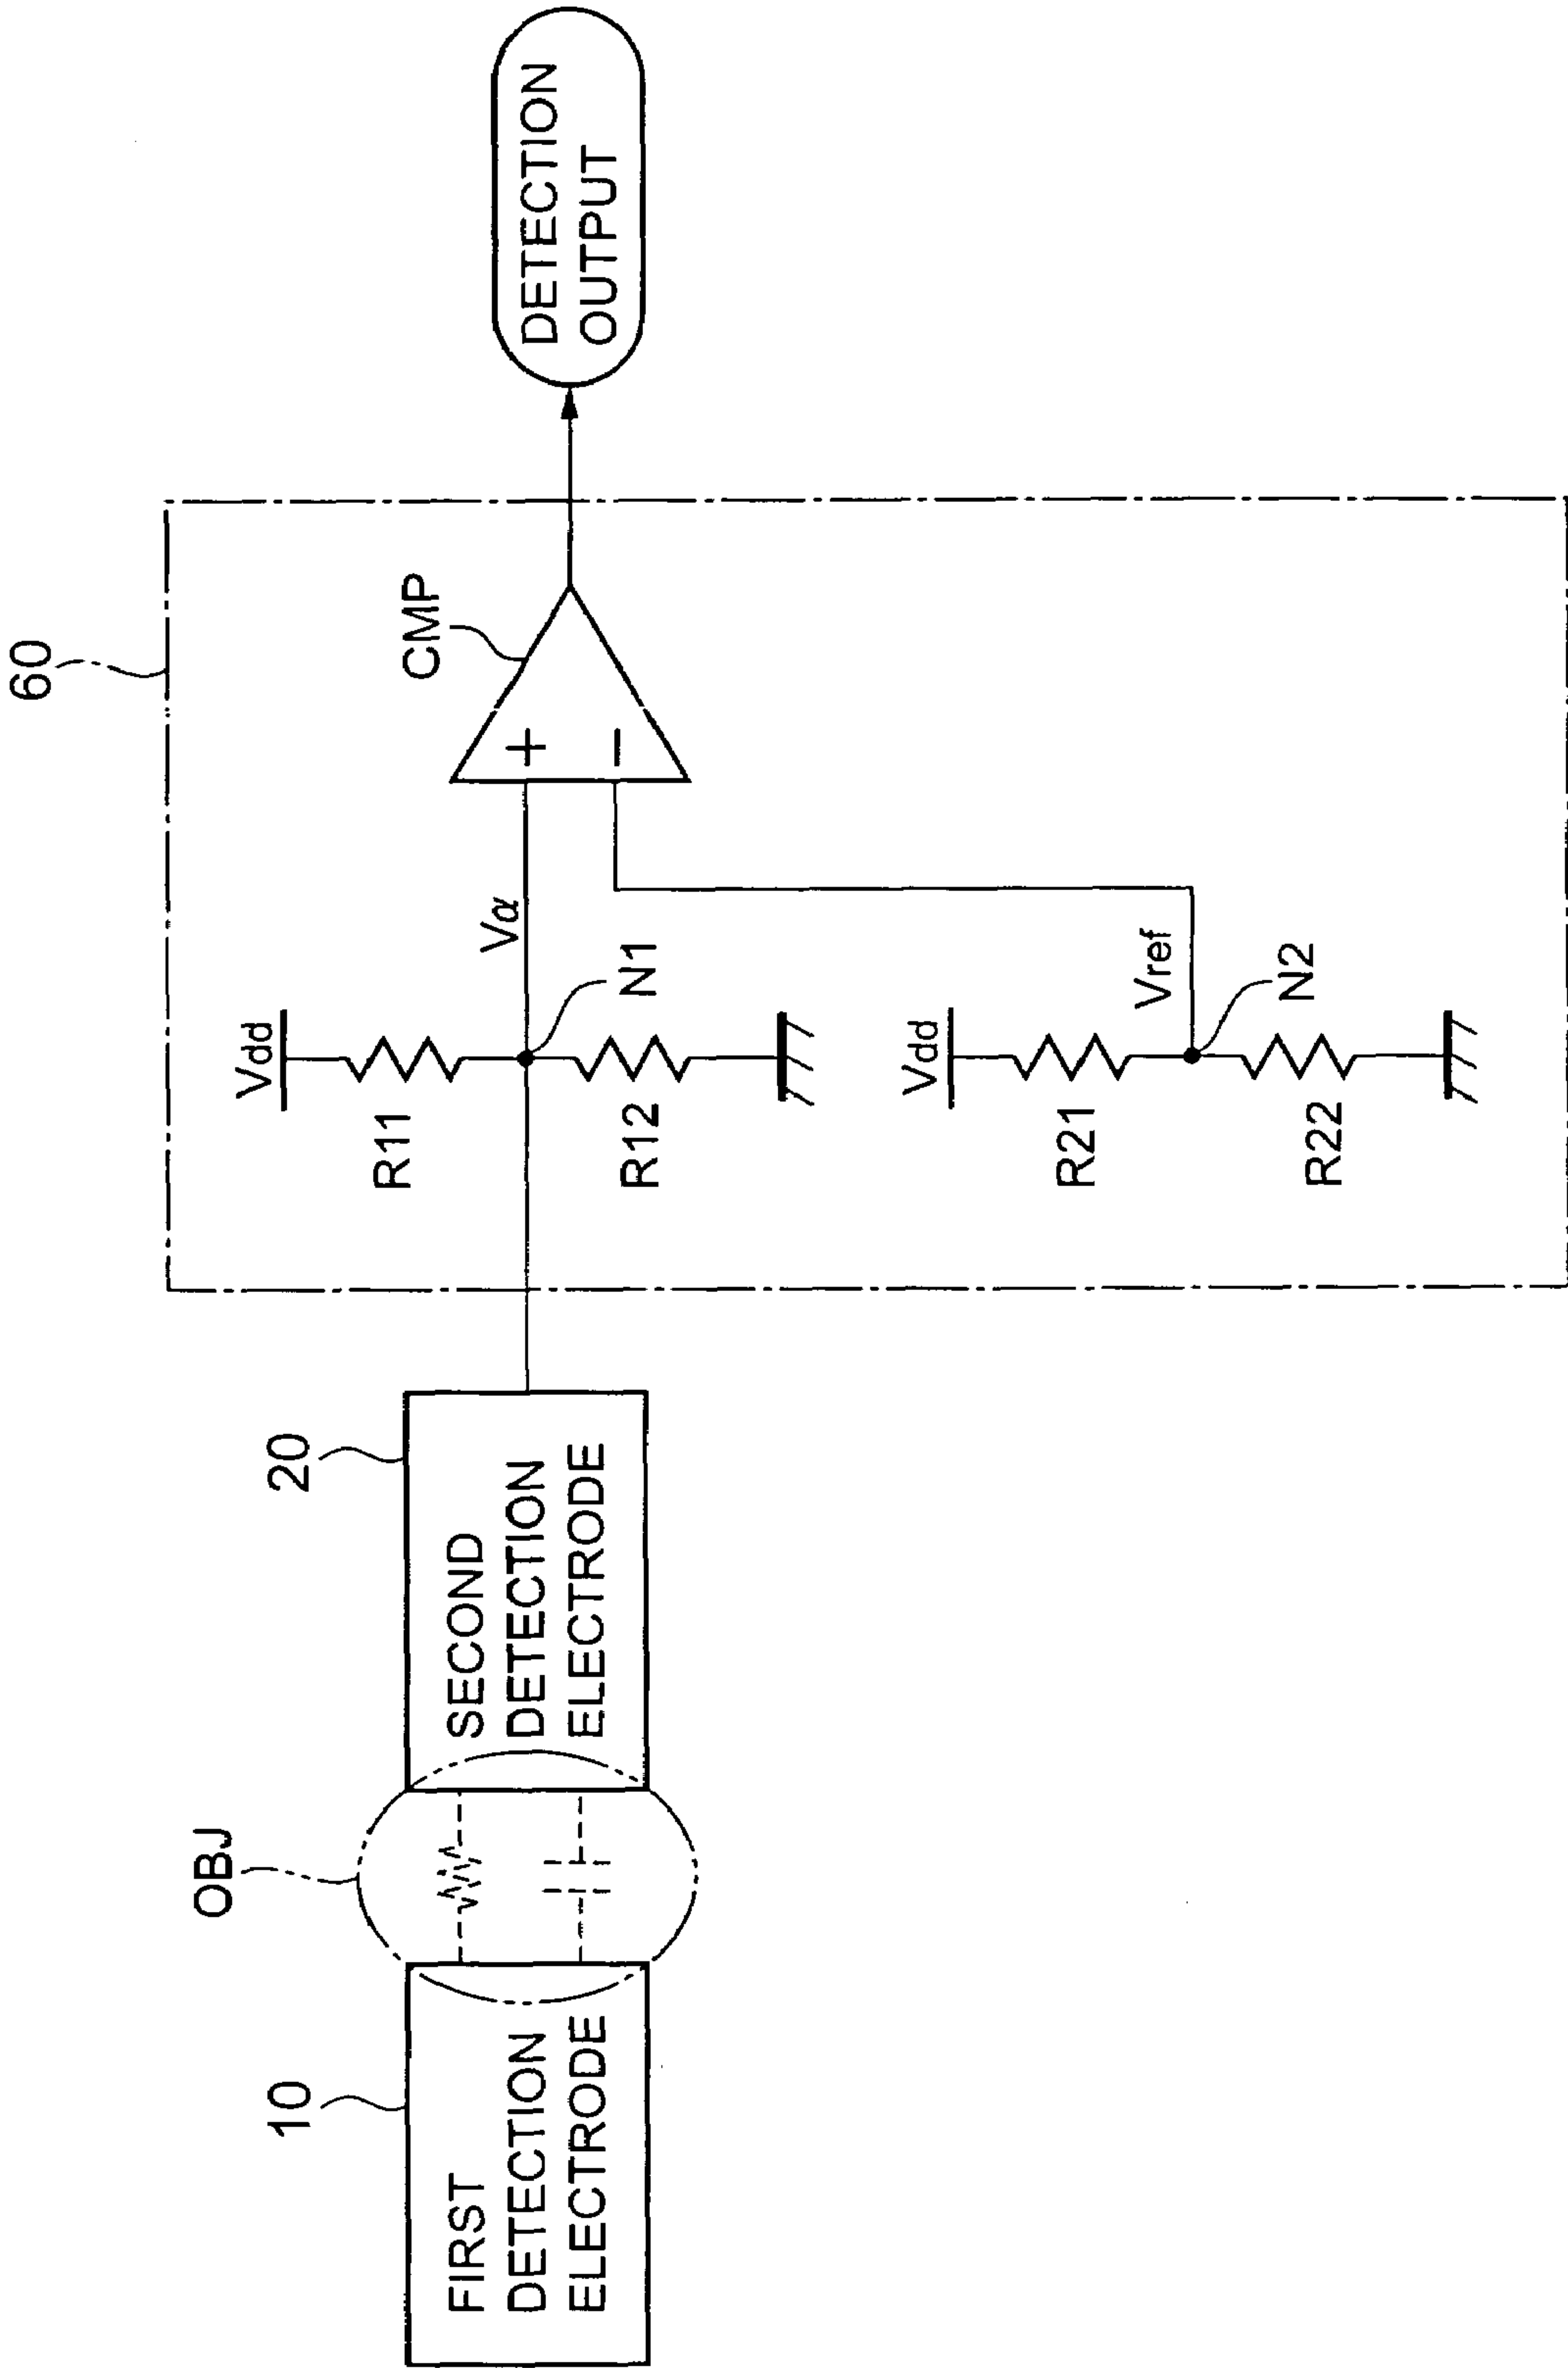 60
CMP
DETECTION
OUTPUT
+
−
Vα
Vdd
R11
N1
R12
Vdd
Vref
R21
N2
R22
OBJ
10
20
FIRST
DETECTION
ELECTRODE
SECOND
DETECTION
ELECTRODE